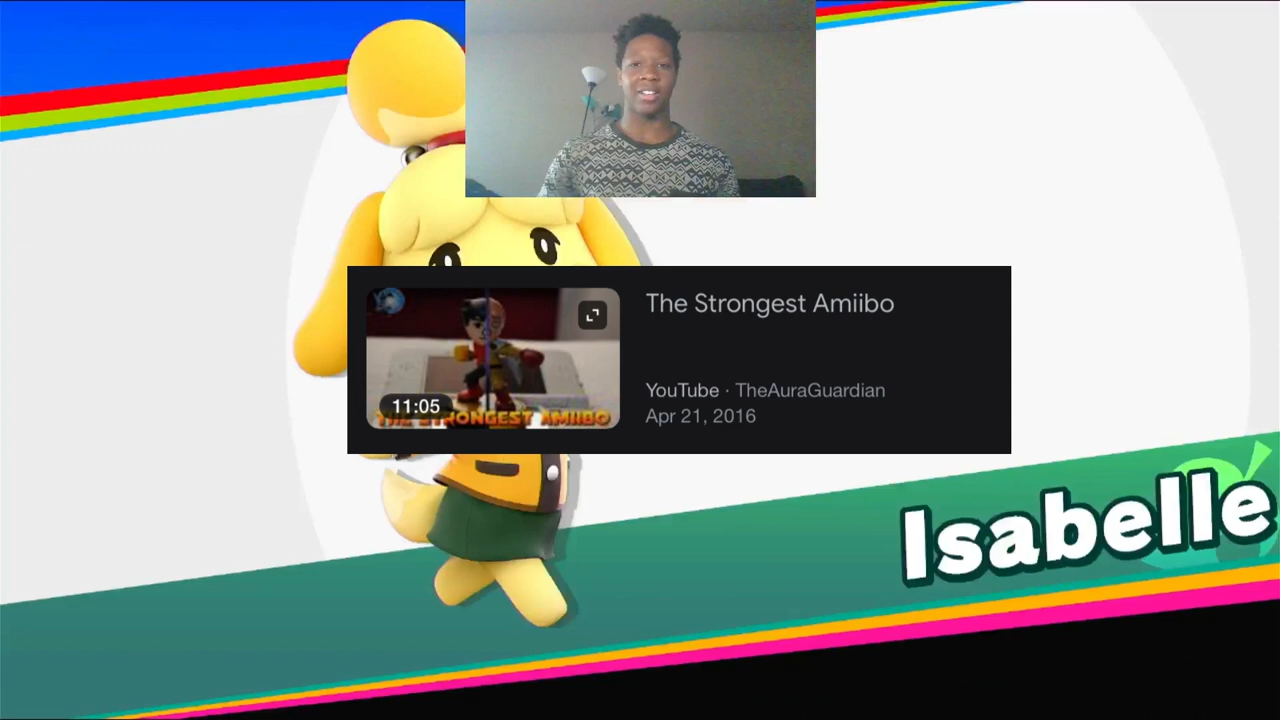 The Strongest Amiibo
11:05
THE STRONGEST AMIIBO
YouTube · TheAuraGuardian
Apr 21, 2016
Isabelle